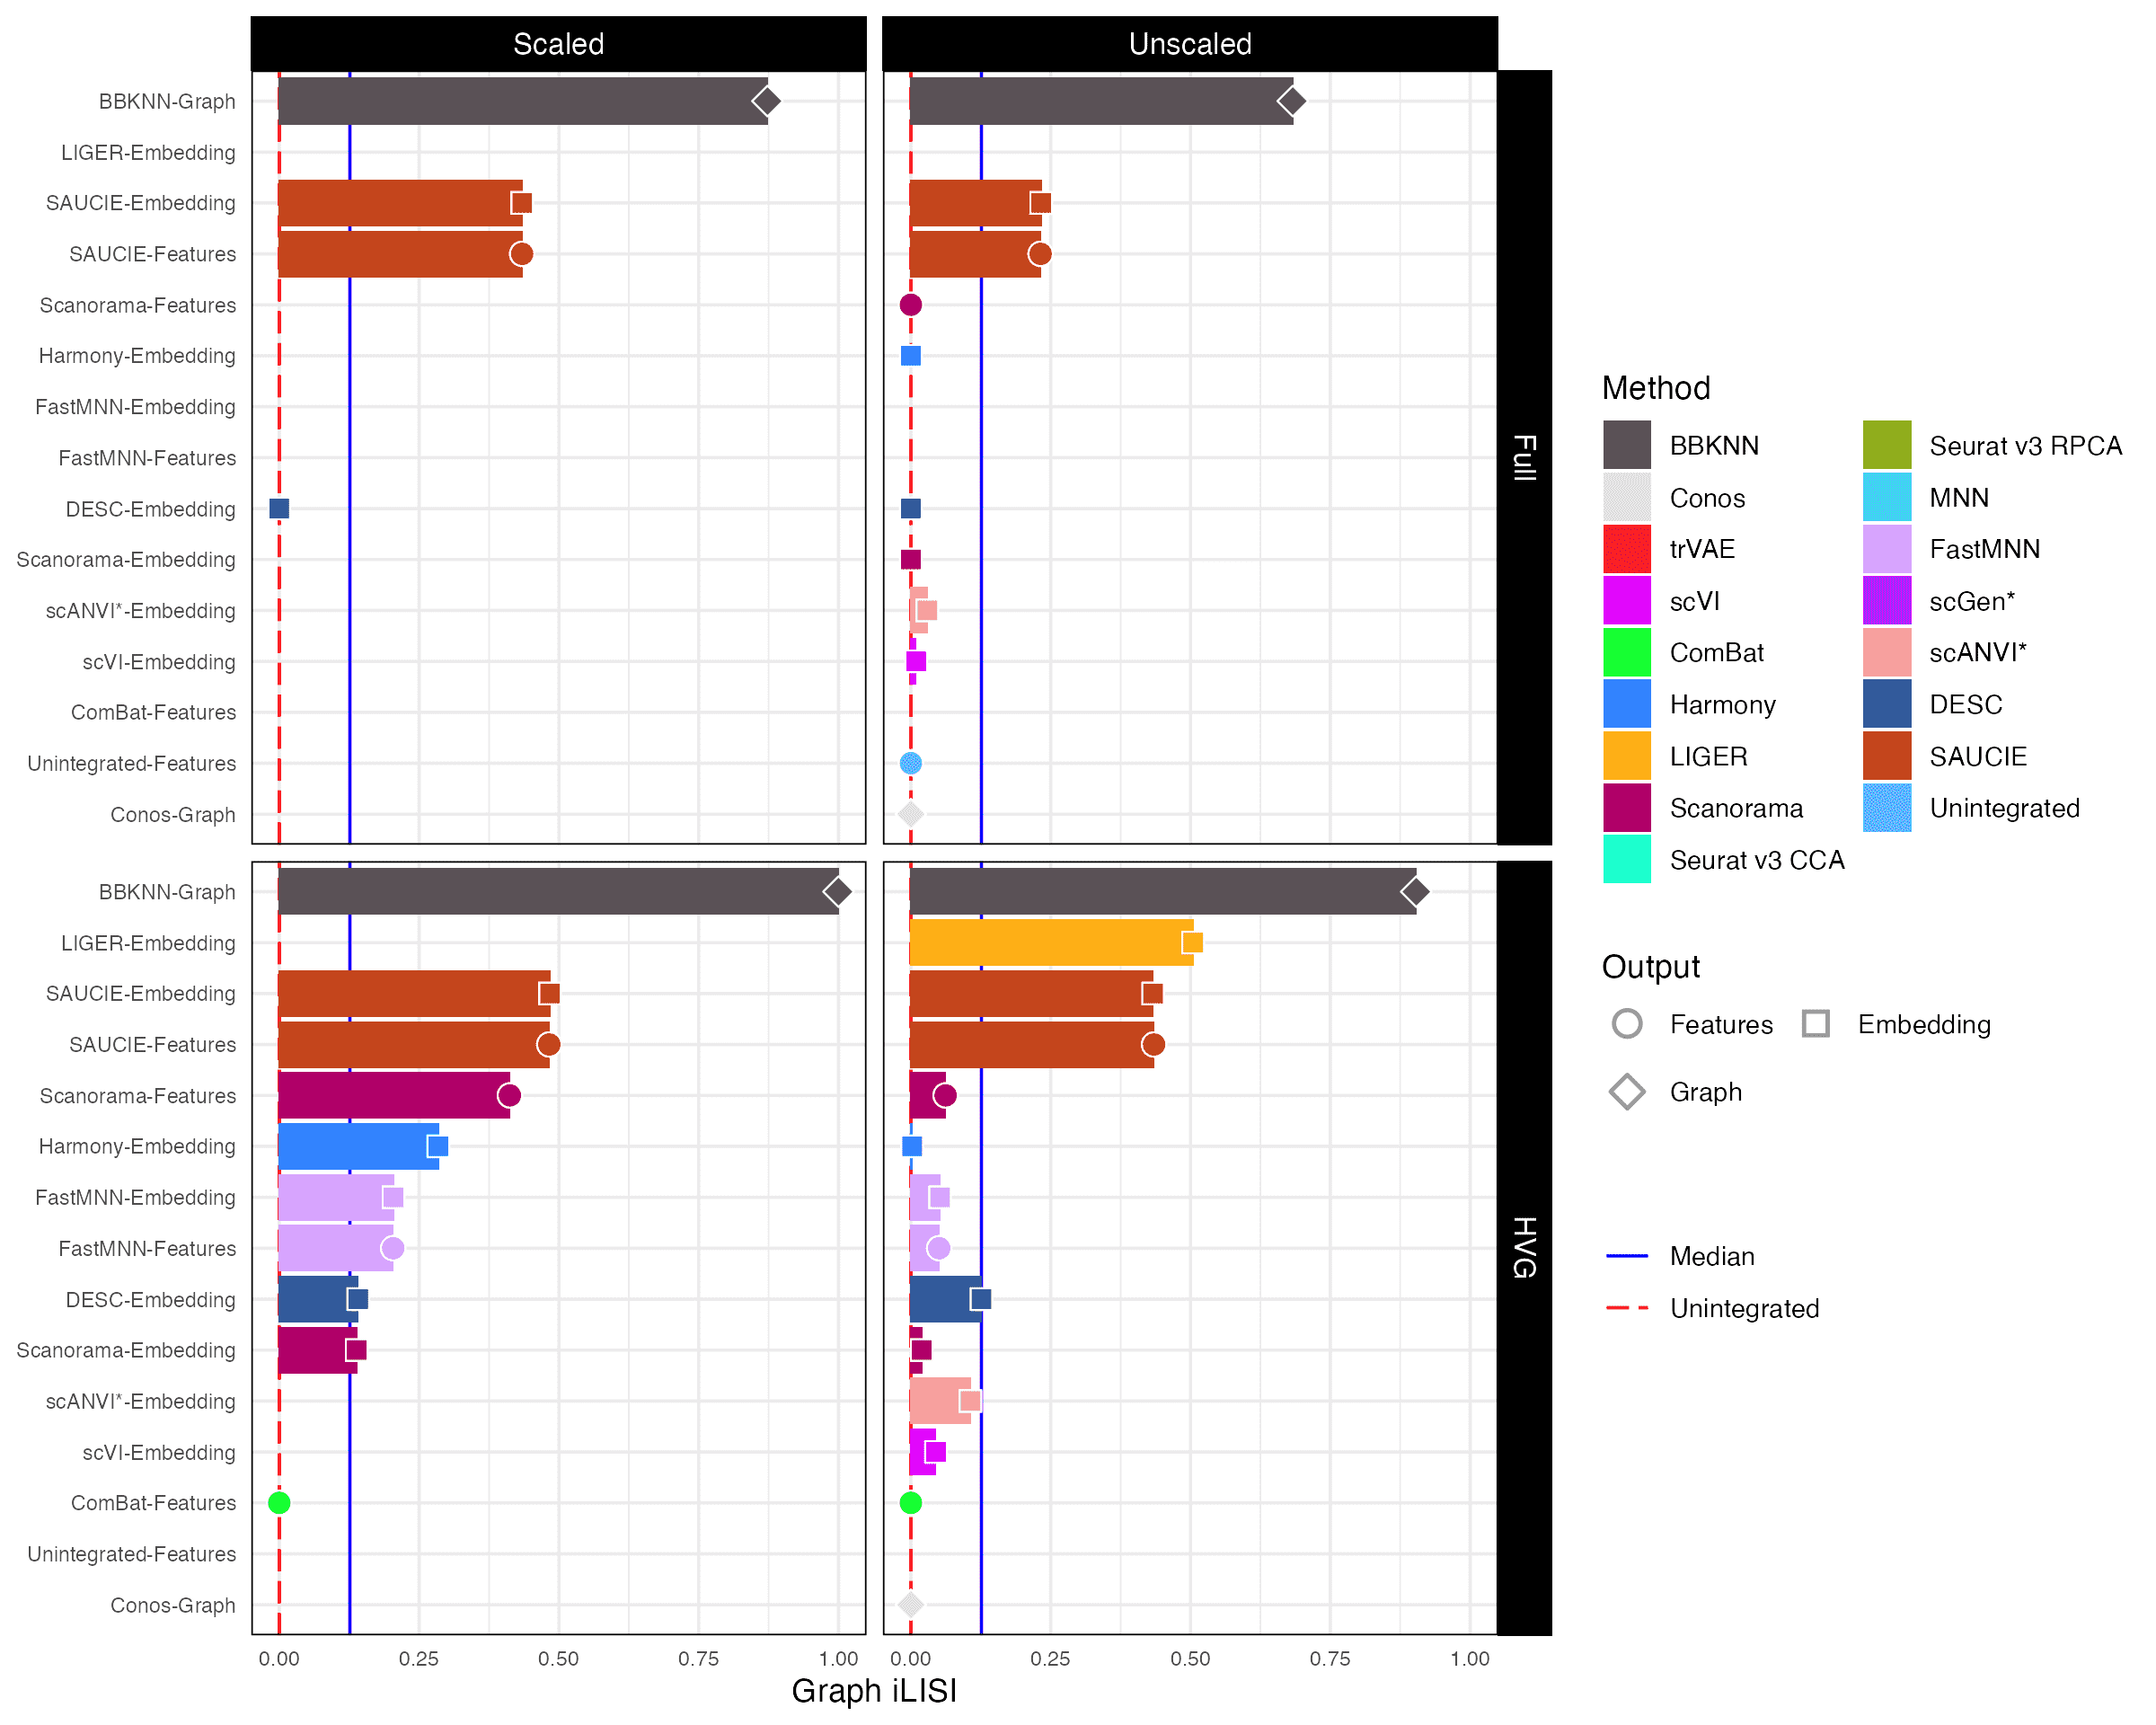 Scaled
Unscaled
BBKNN-Graph
LIGER-Embedding
SAUCIE-Embedding
SAUCIE-Features
Scanorama-Features
Harmony-Embedding
FastMNN-Embedding
FastMNN-Features
DESC-Embedding
Scanorama-Embedding
scANVI*-Embedding
scVI-Embedding
ComBat-Features
Unintegrated-Features
Conos-Graph
Full
BBKNN-Graph
LIGER-Embedding
SAUCIE-Embedding
SAUCIE-Features
Scanorama-Features
Harmony-Embedding
FastMNN-Embedding
FastMNN-Features
DESC-Embedding
Scanorama-Embedding
scANVI*-Embedding
scVI-Embedding
ComBat-Features
Unintegrated-Features
Conos-Graph
HVG
0.00 0.25 0.50 0.75 1.00
0.00 0.25 0.50 0.75 1.00
Graph iLISI
Method
BBKNN
Conos
trVAE
scVI
ComBat
Harmony
LIGER
Scanorama
Seurat v3 CCA
Seurat v3 RPCA
MNN
FastMNN
scGen*
scANVI*
DESC
SAUCIE
Unintegrated
Output
Features
Embedding
Graph
Median
Unintegrated